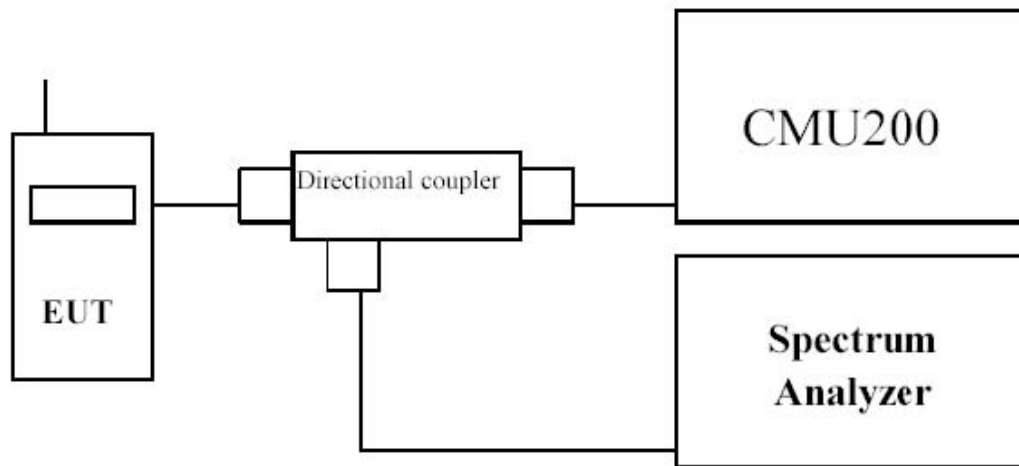 CMU200
Directional coupler
EUT
Spectrum
Analyzer